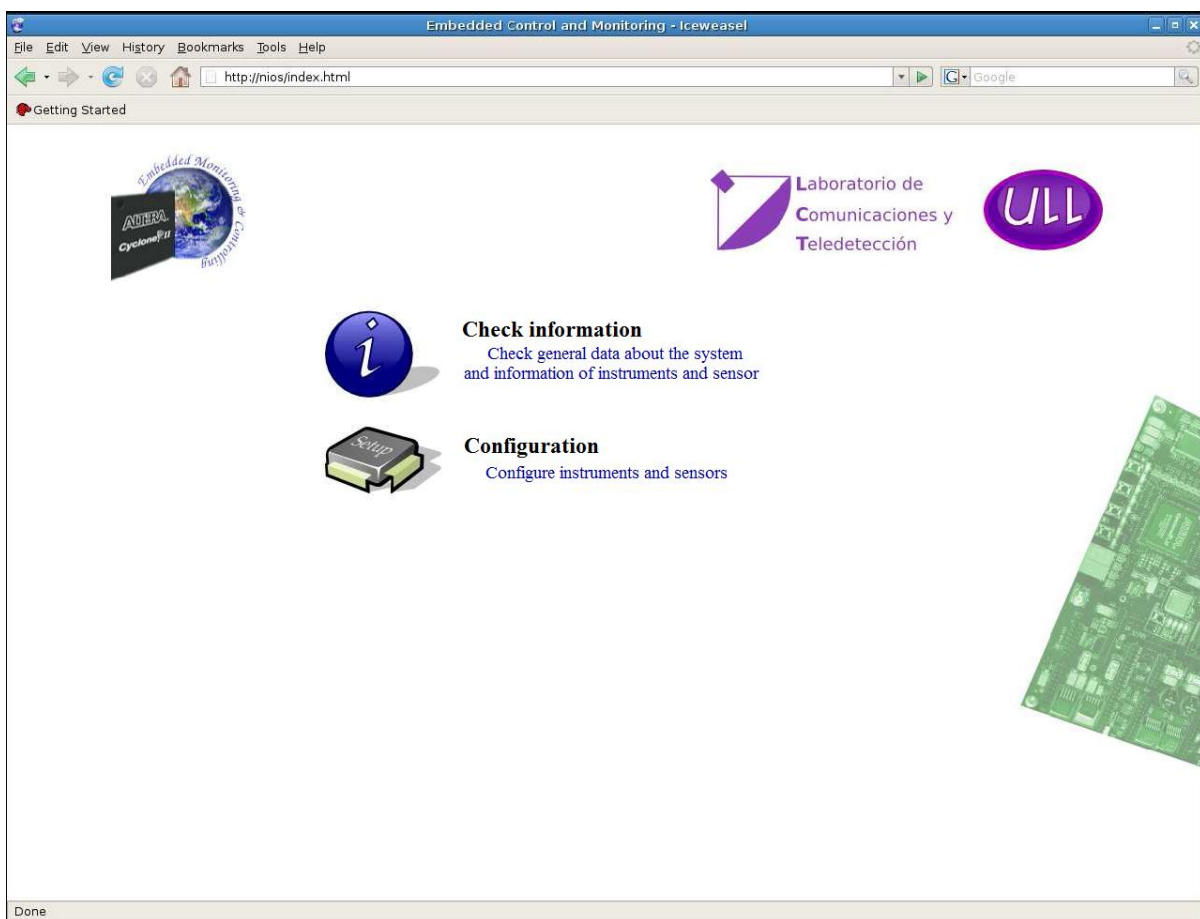 Embedded Control and Monitoring - Iceweasel
File Edit View History Bookmarks Tools Help
http://nios/index.html
G Google
Getting Started
Embedded Monitoring & Controlling
ALTERA
Cyclone II
Laboratorio de
Comunicaciones y
Teledetección
ULL
i
Check information
Check general data about the system
and information of instruments and sensor
Setup
Configuration
Configure instruments and sensors
Done